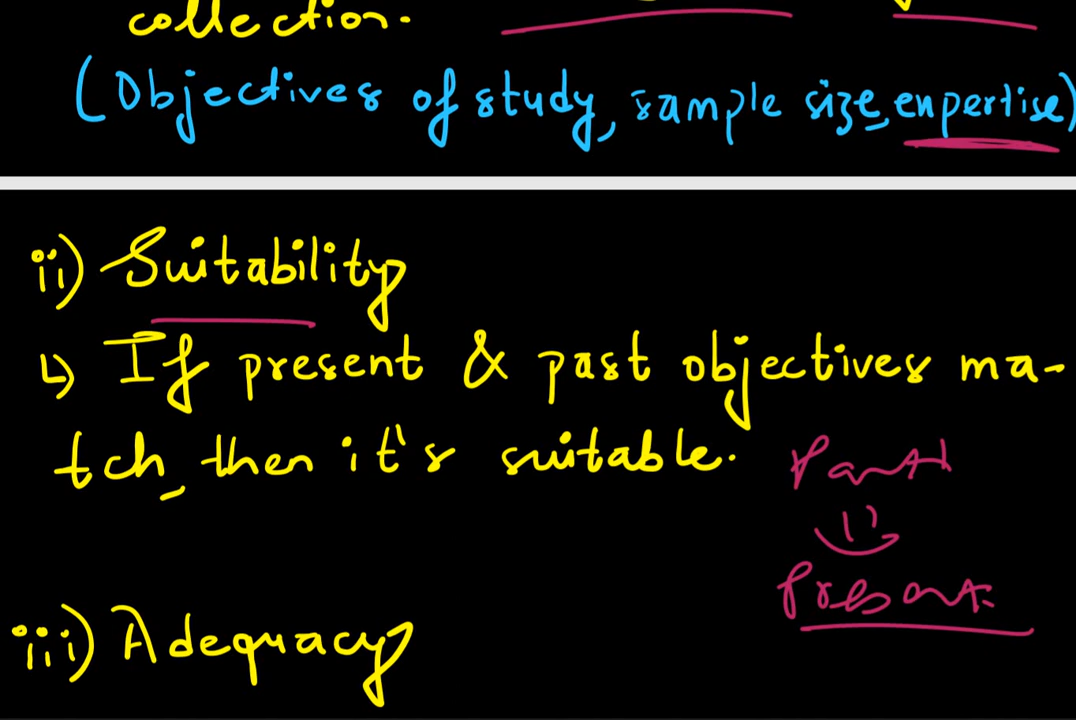 collection.
(Objectives of study, sample size, expertise)
ii) Suitability
↳ If present & past objectives ma-
tch, then it's suitable.
Past
Present
iii) Adequacy